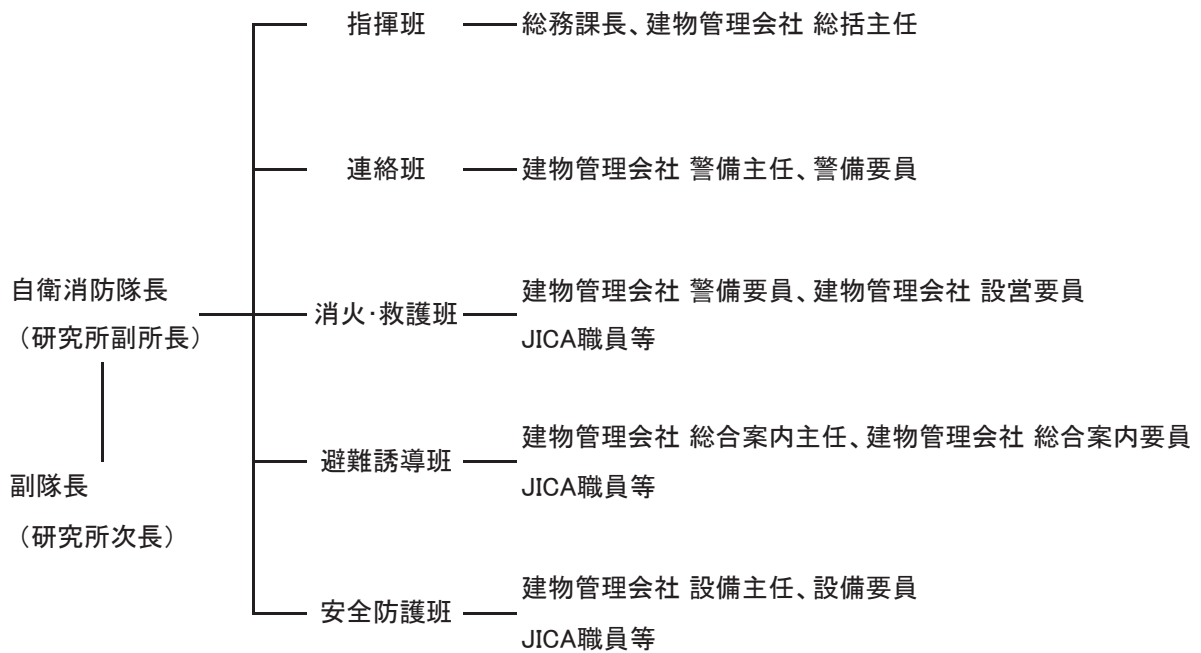 指揮班 総務課長、建物管理会社 総括主任
連絡班 建物管理会社 警備主任、警備要員
自衛消防隊長
（研究所副所長）
消火・救護班 建物管理会社 警備要員、建物管理会社 設営要員
JICA職員等
避難誘導班 建物管理会社 総合案内主任、建物管理会社 総合案内要員
JICA職員等
副隊長
（研究所次長）
安全防護班 建物管理会社 設備主任、設備要員
JICA職員等